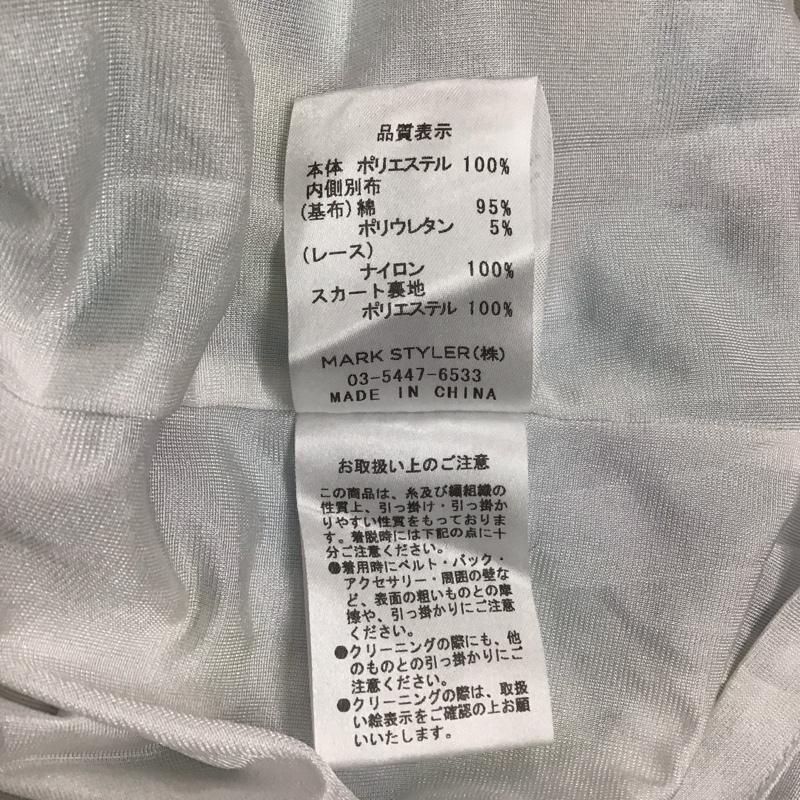 品質表示
本体 ポリエステル 100%
内側別布
(基布) 綿 95%
ポリウレタン 5%
(レース)
ナイロン 100%
スカート裏地
ポリエステル 100%
MARK STYLER(株)
03-5447-6533
MADE IN CHINA
お取扱い上のご注意
この商品は、糸及び編組織の
性質上、引っ掛け・引っ掛か
りやすい性質をもっておりま
す。着脱時には下記の点に十
分ご注意ください。
●着用時にベルト・バック・
アクセサリー・周囲の壁な
ど、表面の粗いものとの摩
擦や、引っ掛かりにご注意
ください。
●クリーニングの際にも、他
のものとの引っ掛かりにご
注意ください。
●クリーニングの際は、取扱
い絵表示をご確認の上お願
いいたします。